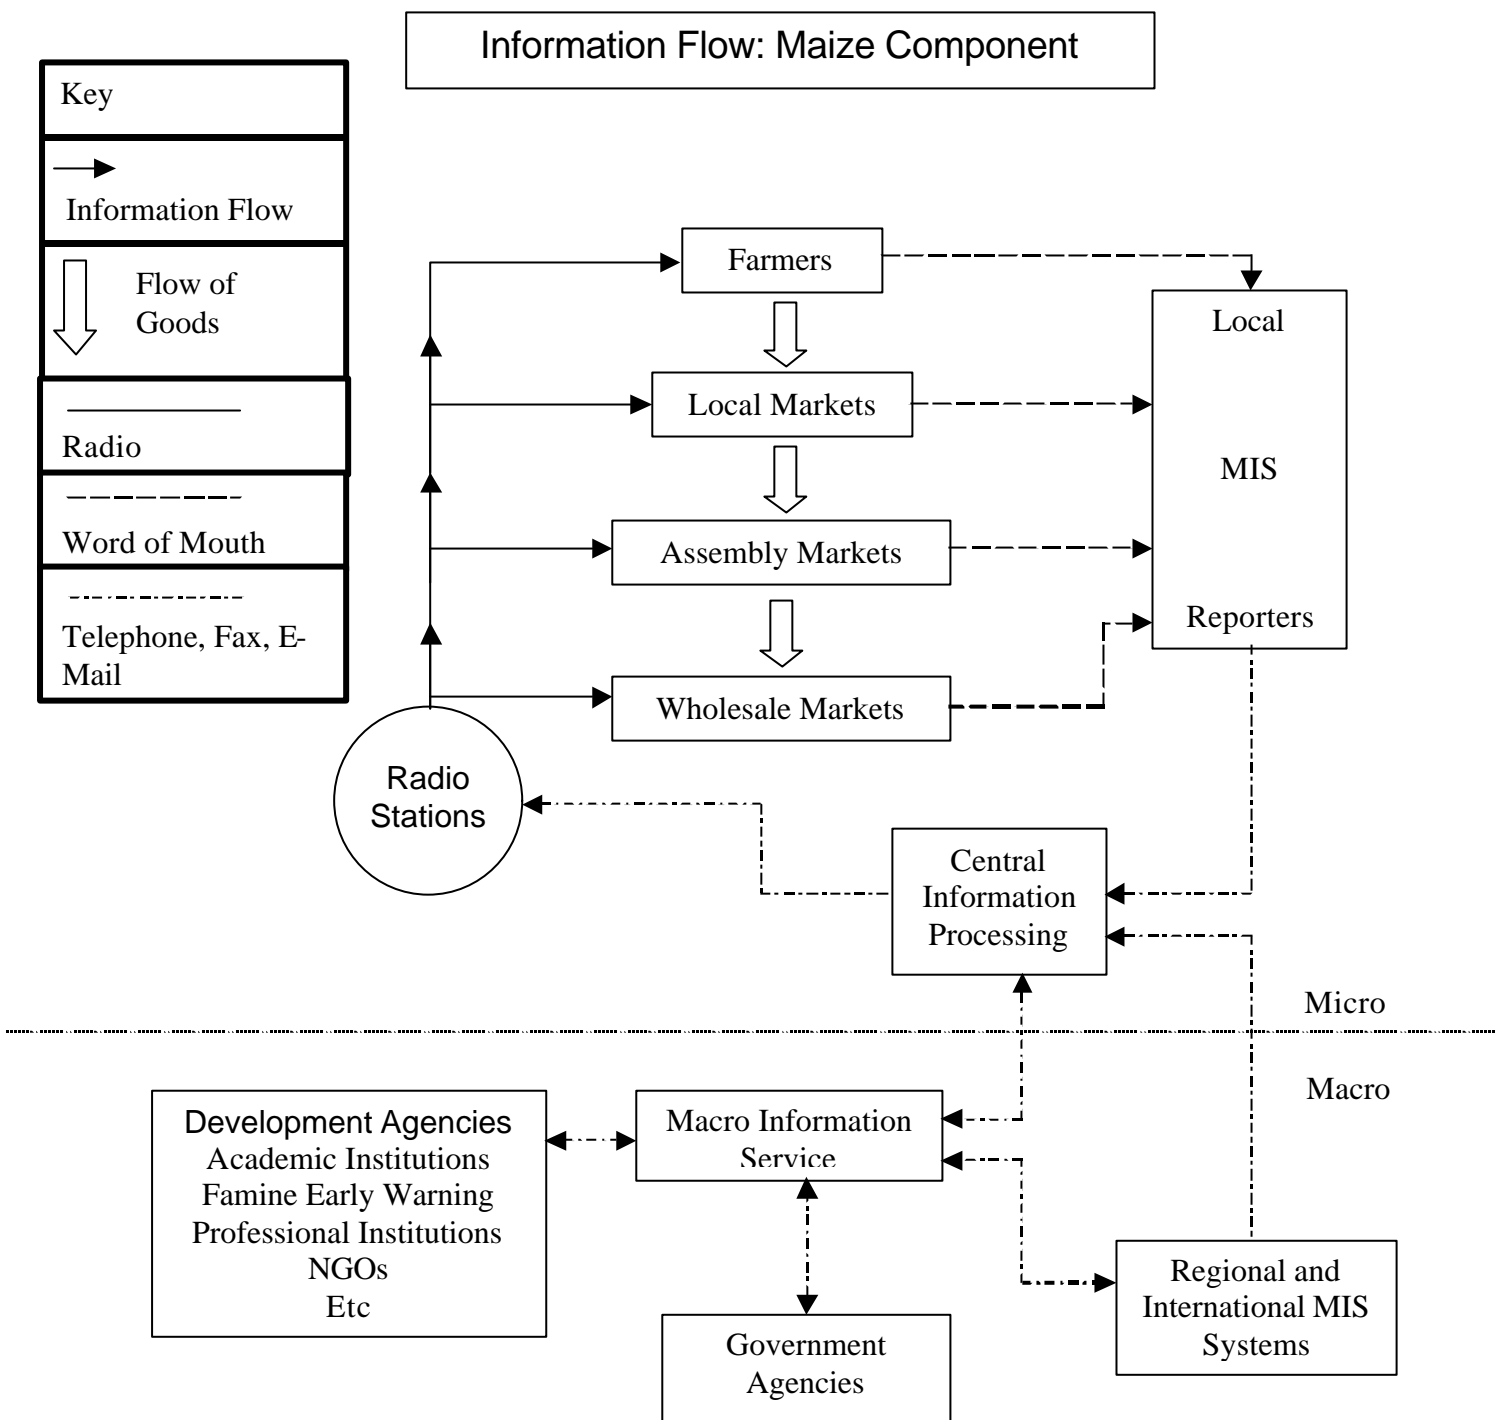 Information Flow: Maize Component
Key
Information Flow
Flow of
Goods
Radio
Word of Mouth
Telephone, Fax, E-
Mail
Farmers
Local Markets
Assembly Markets
Wholesale Markets
Local
MIS
Reporters
Radio
Stations
Central
Information
Processing
Micro
Macro
Development Agencies
Academic Institutions
Famine Early Warning
Professional Institutions
NGOs
Etc
Macro Information
Service
Government
Agencies
Regional and
International MIS
Systems